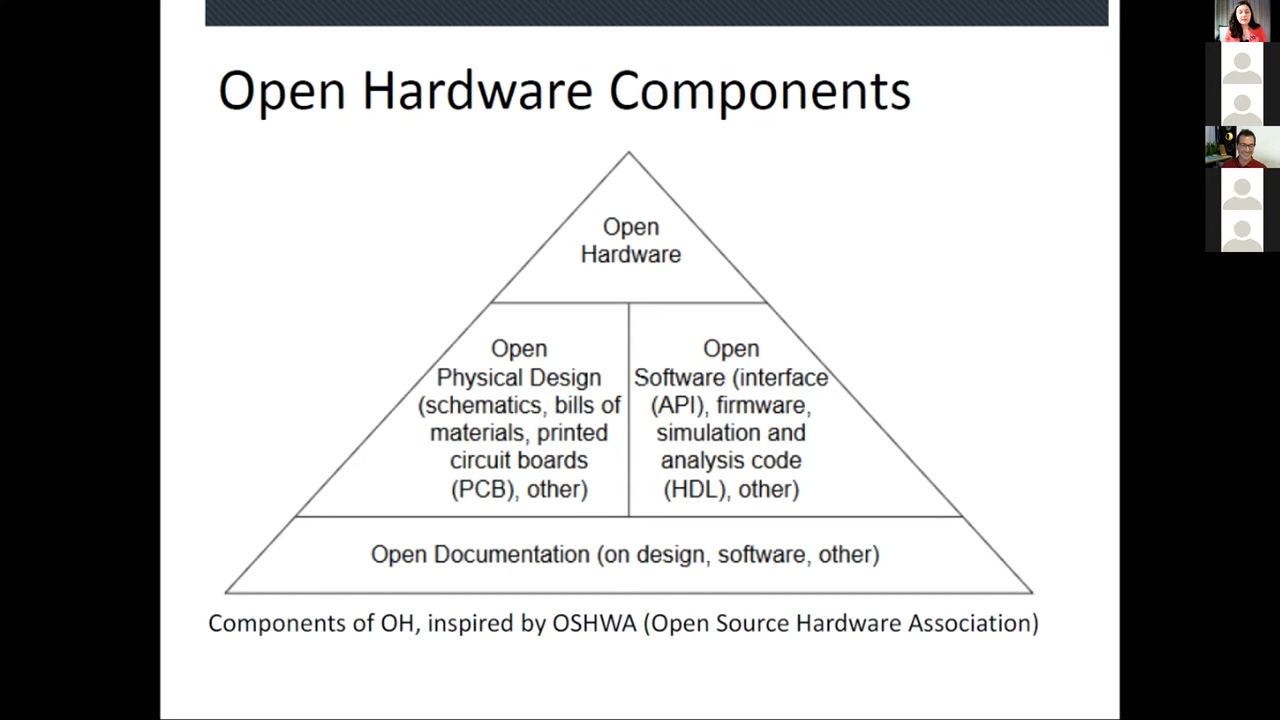 Open Hardware Components
Open
Hardware
Open
Physical Design
(schematics, bills of
materials, printed
circuit boards
(PCB), other)
Open
Software (interface
(API), firmware,
simulation and
analysis code
(HDL), other)
Open Documentation (on design, software, other)
Components of OH, inspired by OSHWA (Open Source Hardware Association)